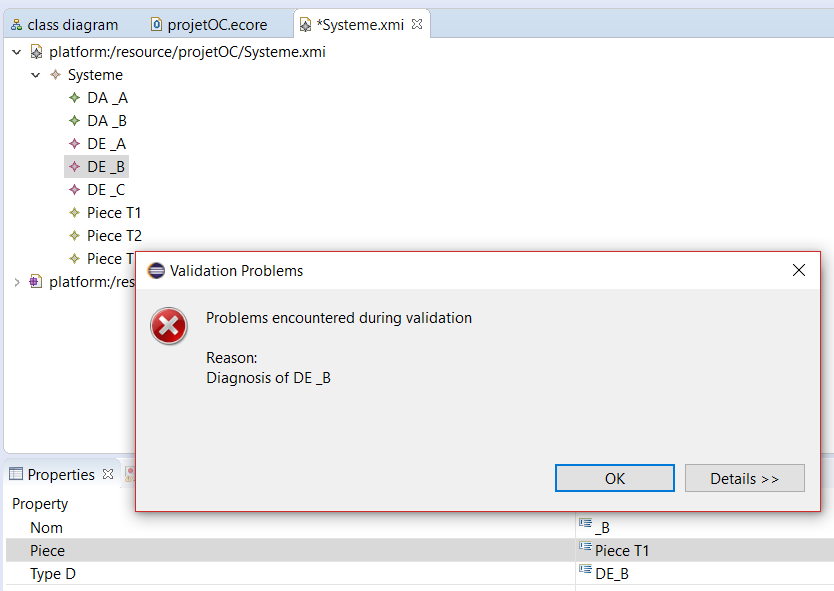 class diagram projetOC.ecore *Systeme.xmi
platform:/resource/projetOC/Systeme.xmi
Systeme
DA _A
DA _B
DE _A
DE _B
DE _C
Piece T1
Piece T2
Piece T
platform:/res
Validation Problems
Problems encountered during validation
Reason:
Diagnosis of DE _B
OK Details >>
Properties
Property
Nom _B
Piece Piece T1
Type D DE_B